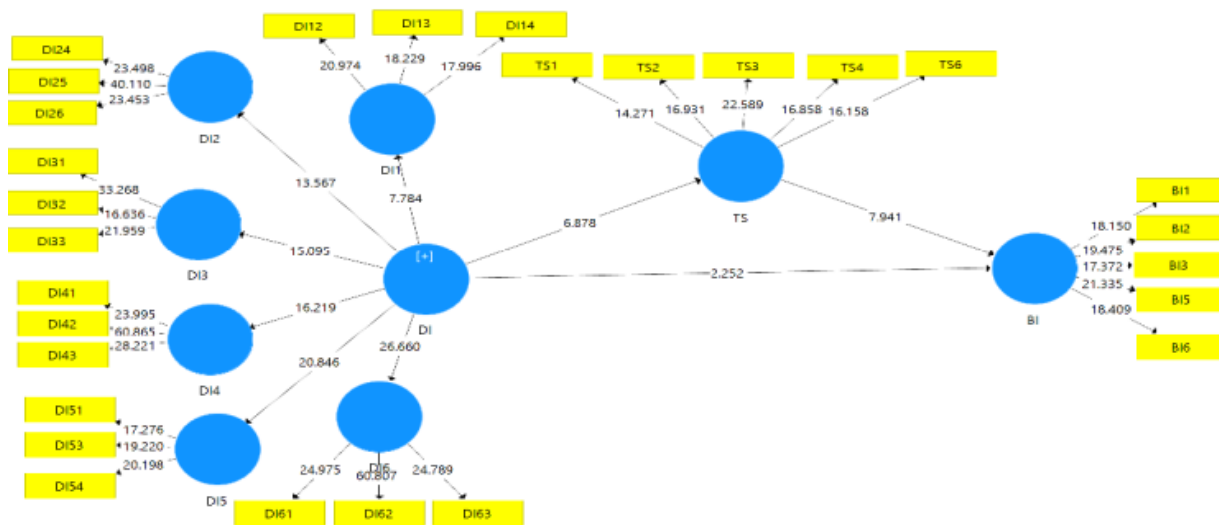 DI12
DI13
DI14
20.974
18.229
17.996
DI1
DI24
DI25
DI26
23.498
40.110
23.453
DI2
TS1
TS2
TS3
TS4
TS6
14.271
16.931
22.589
16.858
16.158
TS
DI31
DI32
DI33
33.268
16.636
21.959
DI3
13.567
7.784
15.095
6.878
7.941
2.252
[+]
DI
BI1
BI2
BI3
BI5
BI6
18.150
19.475
17.372
21.335
18.409
BI
DI41
DI42
DI43
23.995
60.865
28.221
DI4
16.219
20.846
26.660
DI51
DI53
DI54
17.276
19.220
20.198
DI5
DI6
24.975
60.807
24.789
DI61
DI62
DI63